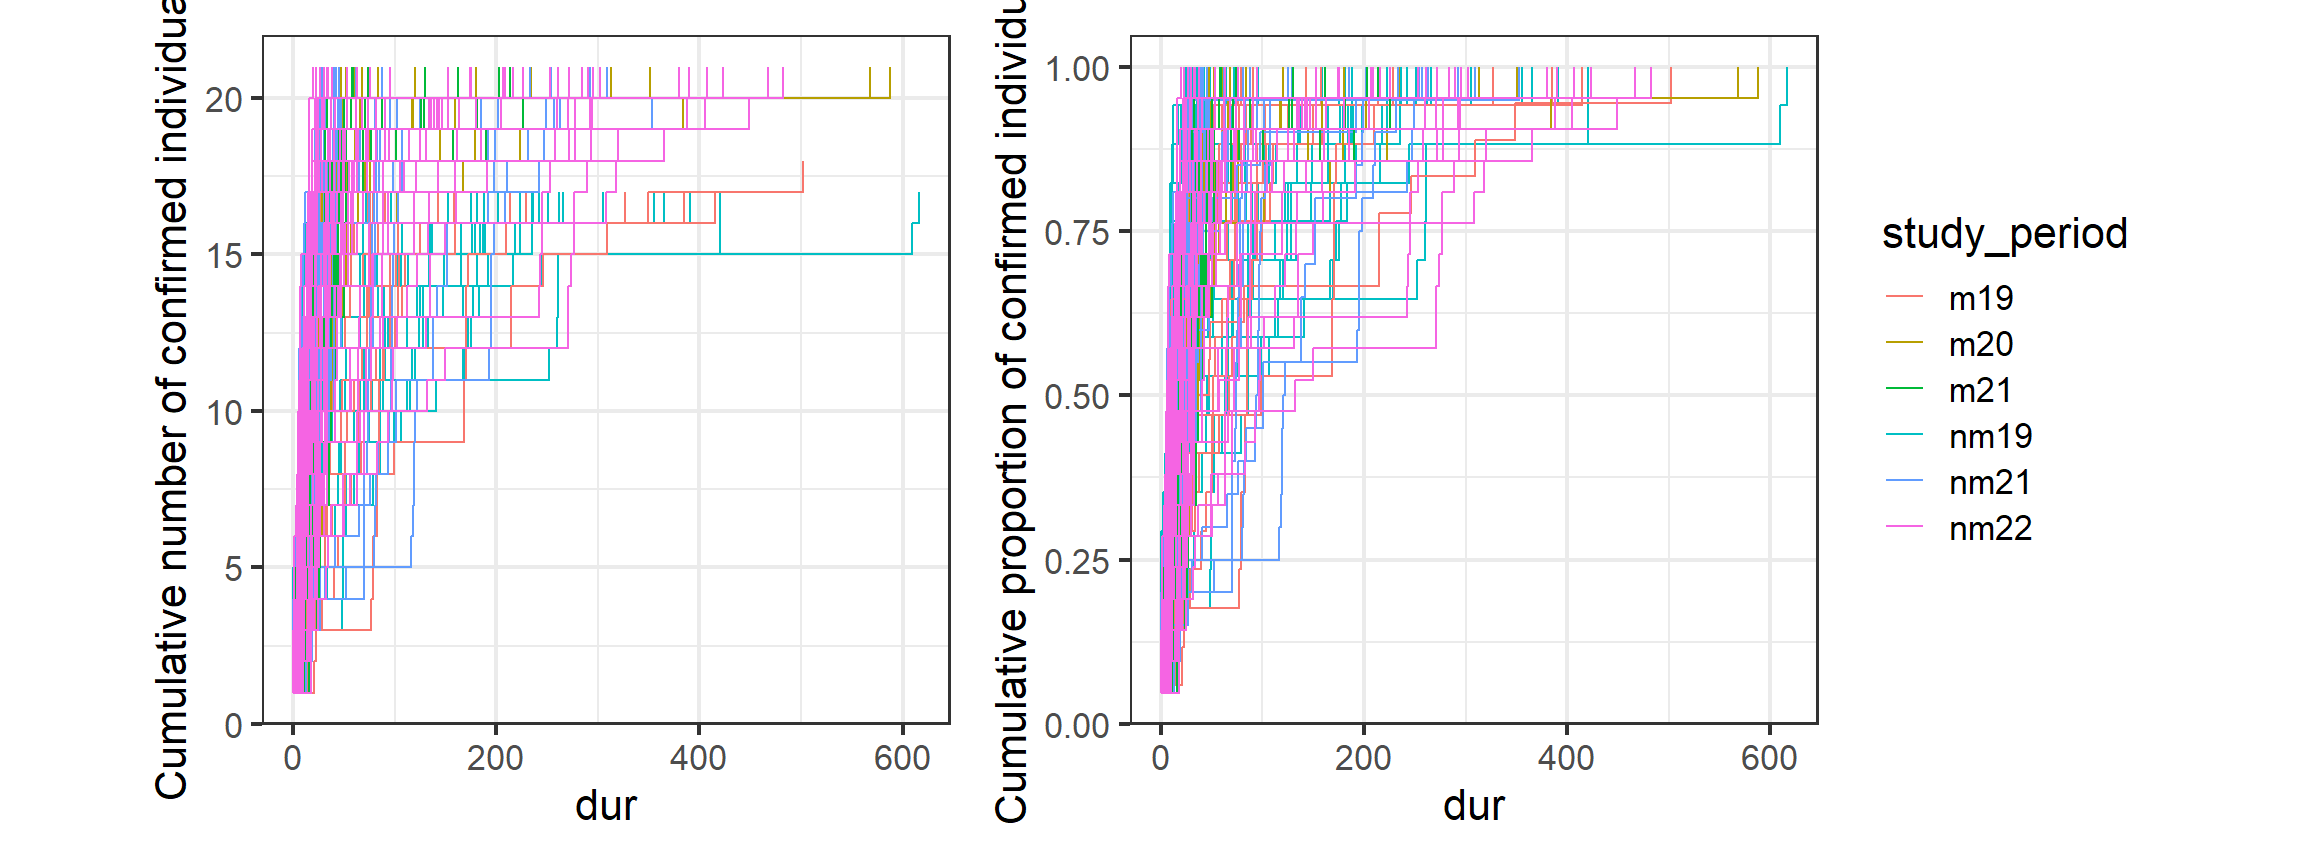 Cumulative number of confirmed
20
15
10
5
0
0 200 400 600
dur
Cumulative proportion of confirmed
1.00
0.75
0.50
0.25
0.00
0 200 400 600
dur
study_period
m19
m20
m21
nm19
nm21
nm22